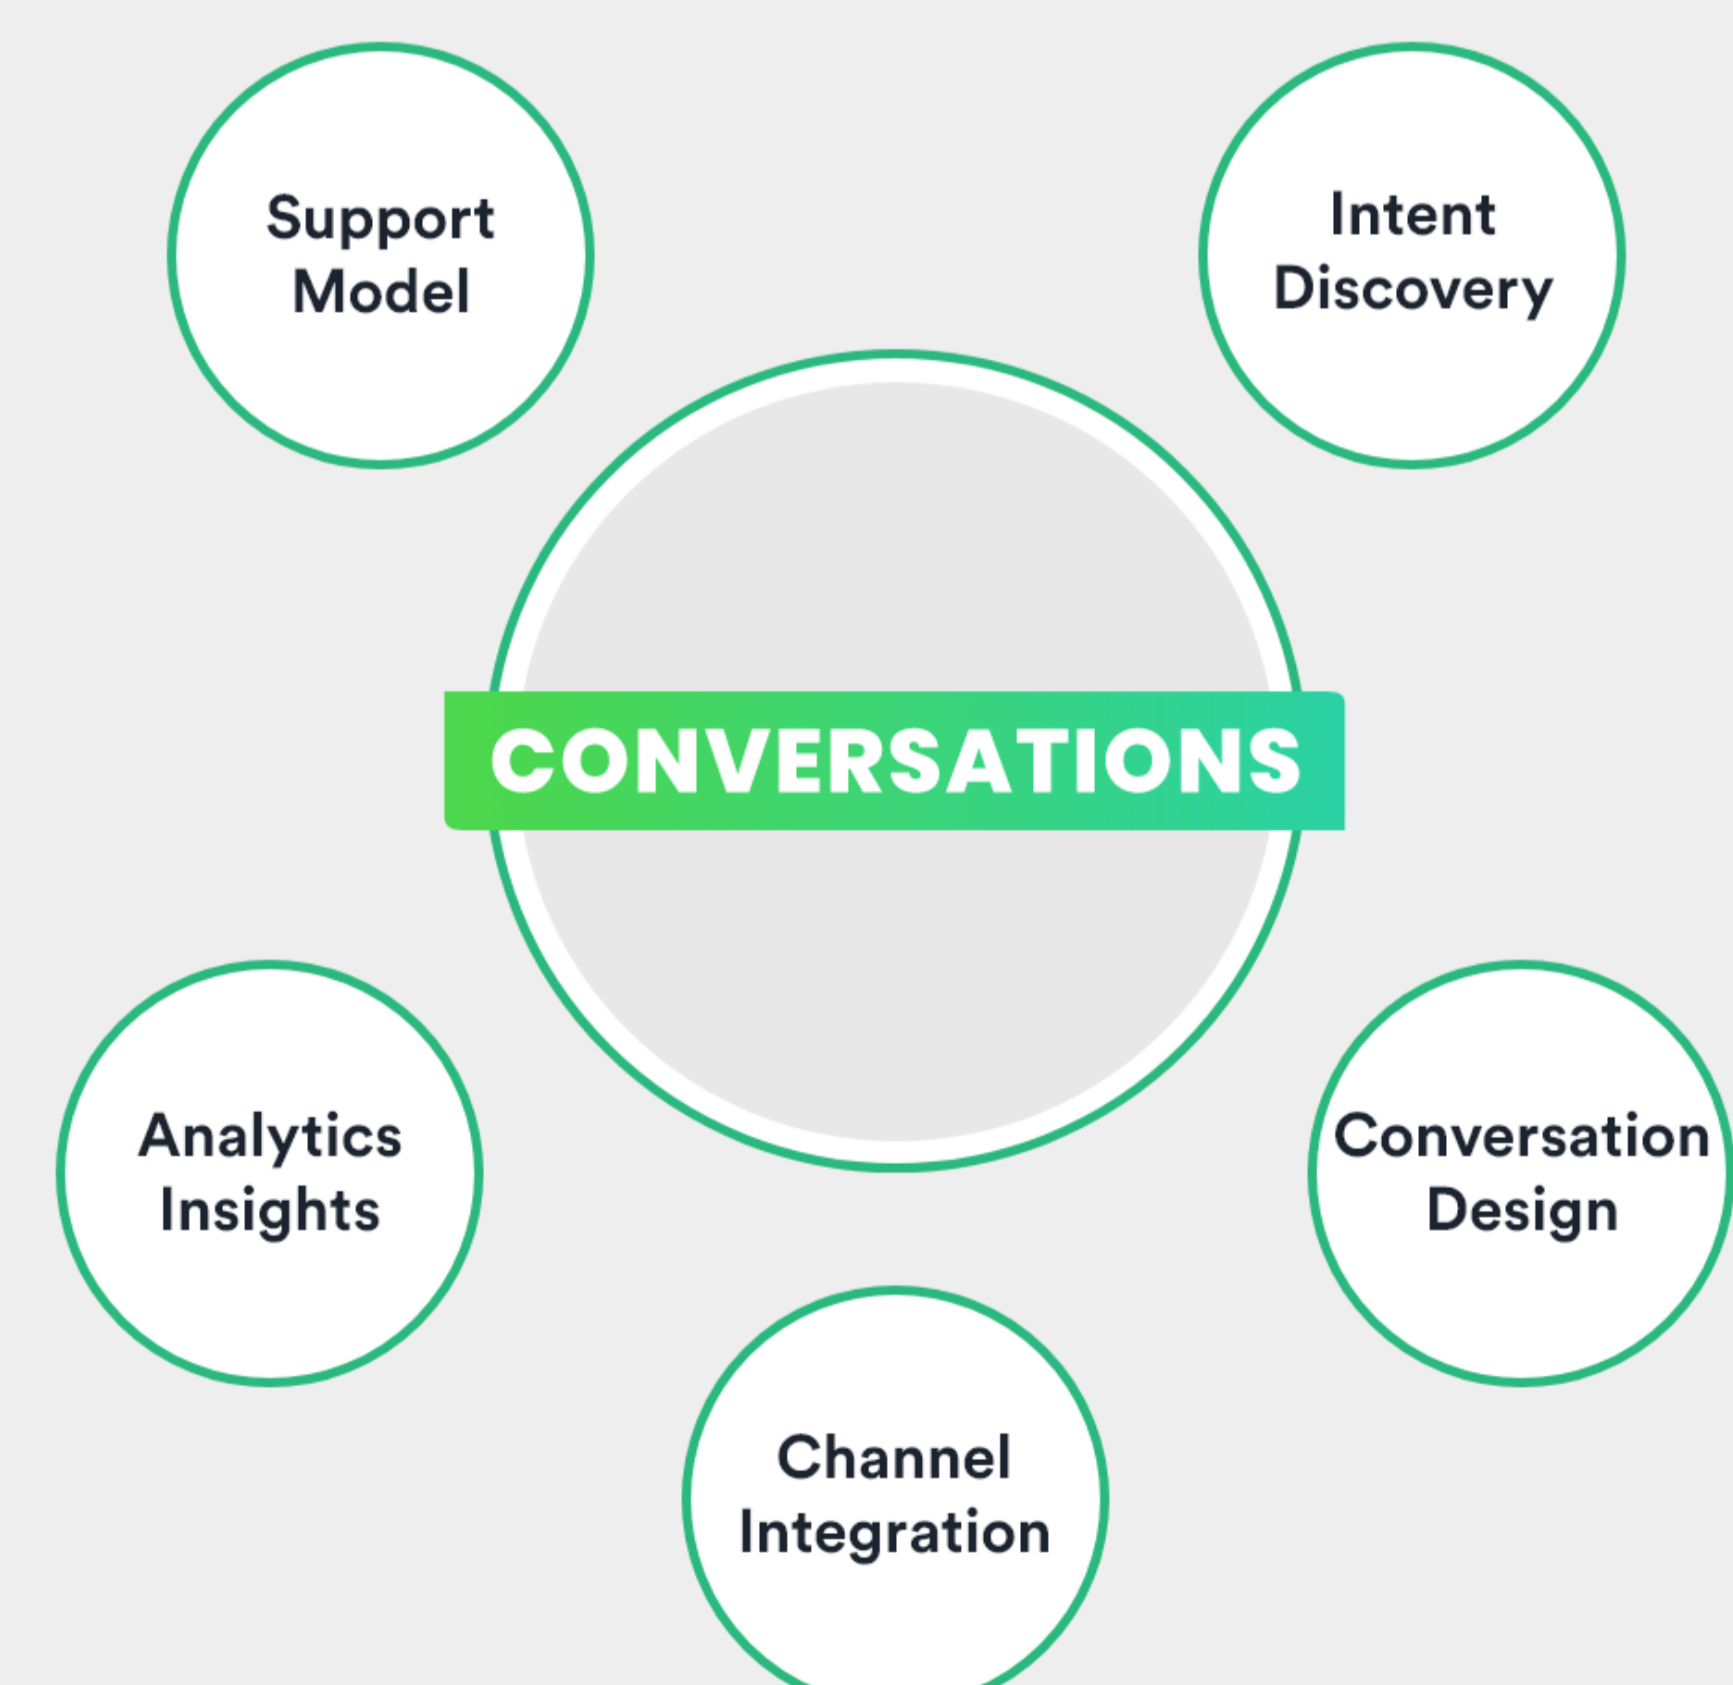 Support
Model
Intent
Discovery
CONVERSATIONS
Analytics
Insights
Conversation
Design
Channel
Integration